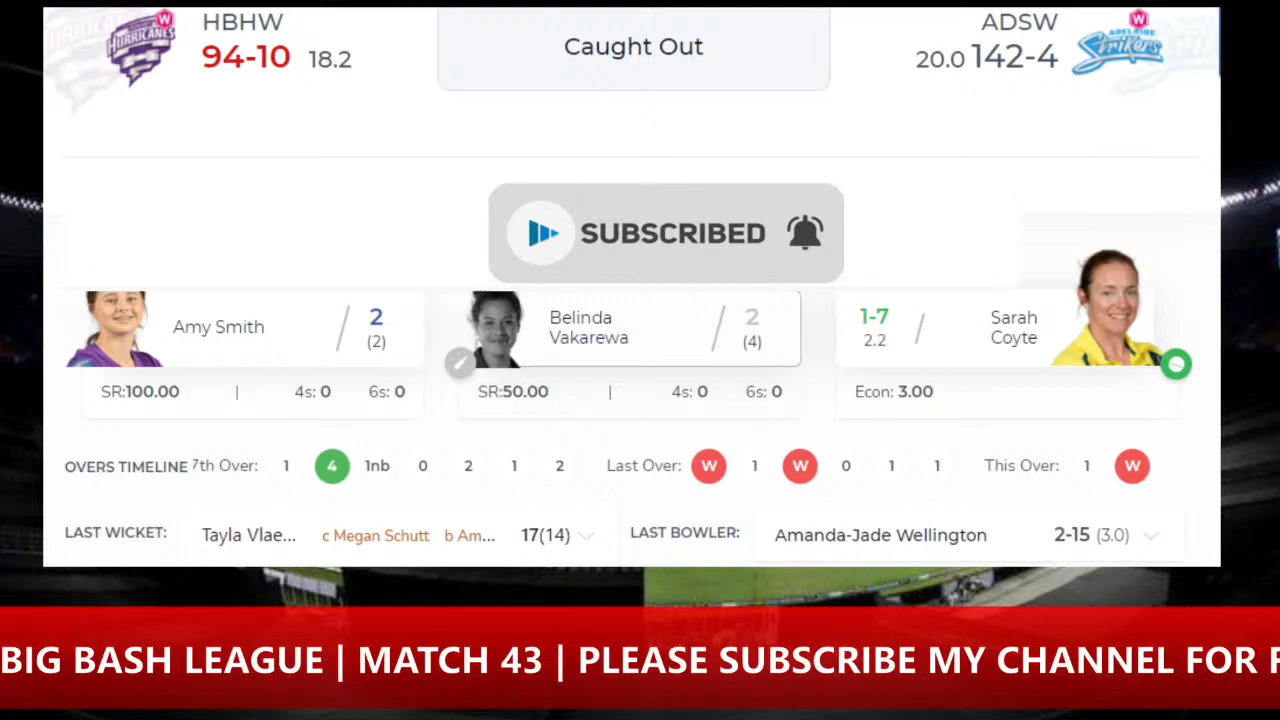 HBHW
94-10 18.2
Caught Out
ADSW
20.0 142-4
HURRICANES
W
ADELAIDE
Strikers
W
SUBSCRIBED
Amy Smith
2
(2)
SR:100.00 | 4s: 0 6s: 0
Belinda
Vakarewa
2
(4)
SR:50.00 | 4s: 0 6s: 0
1-7
2.2
Sarah
Coyte
Econ: 3.00
OVERS TIMELINE 7th Over: 1 4 1nb 0 2 1 2 Last Over: W 1 W 0 1 1 This Over: 1 W
LAST WICKET: Tayla Vlae... c Megan Schutt b Am... 17(14) LAST BOWLER: Amanda-Jade Wellington 2-15 (3.0)
BIG BASH LEAGUE | MATCH 43 | PLEASE SUBSCRIBE MY CHANNEL FOR